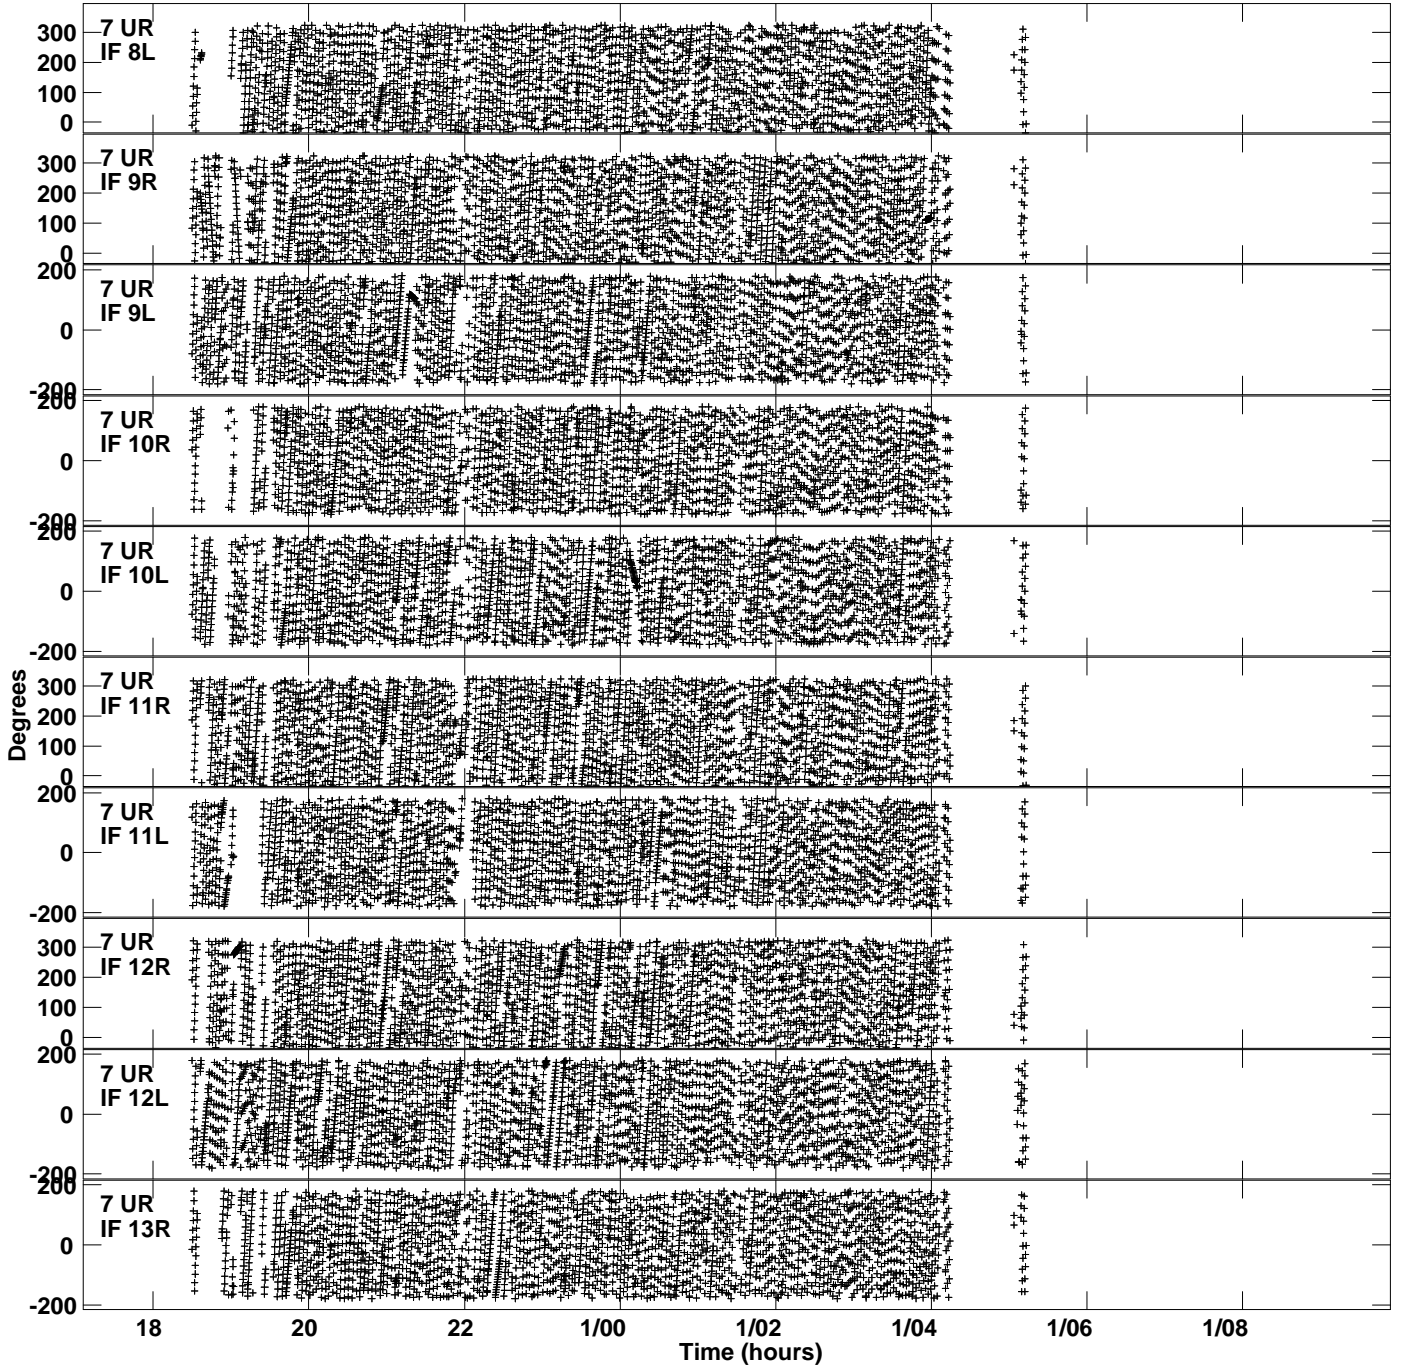 7 UR
IF 8L
300
200
100
0
7 UR
IF 9R
300
200
100
0
7 UR
IF 9L
200
0
-200
7 UR
IF 10R
200
0
-200
7 UR
IF 10L
200
0
-200
7 UR
IF 11R
300
200
100
0
7 UR
IF 11L
200
0
-200
7 UR
IF 12R
300
200
100
0
7 UR
IF 12L
200
0
-200
7 UR
IF 13R
200
0
-200
Degrees
18 20 22 1/00 1/02 1/04 1/06 1/08
Time (hours)